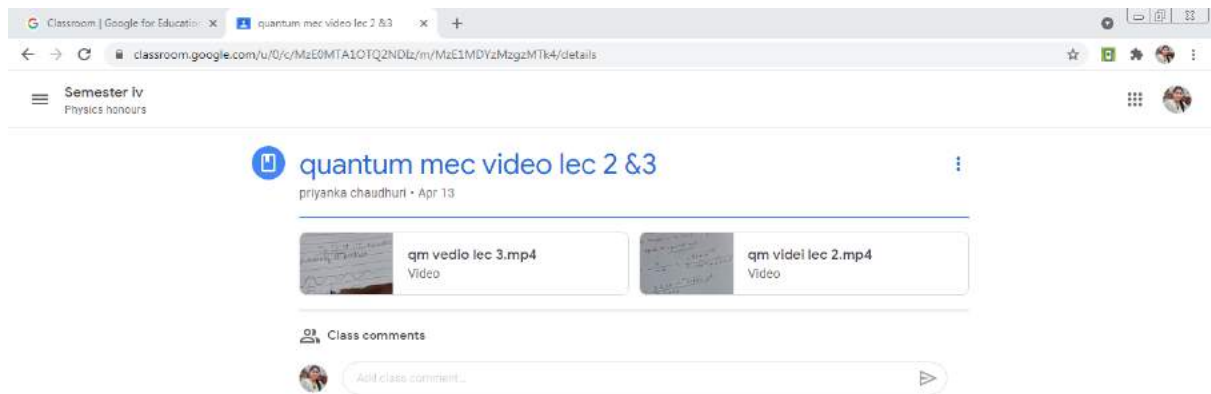 Classroom | Google for Education
quantum mec video lec 2 &3
classroom.google.com/u/0/c/MzE0MTA1OTQ2NDIz/m/MzE1MDYzMzgzMTk4/details
Semester iv
Physics honours
quantum mec video lec 2 &3
priyanka chaudhuri • Apr 13
qm vedio lec 3.mp4
Video
qm videi lec 2.mp4
Video
Class comments
Add class comment...